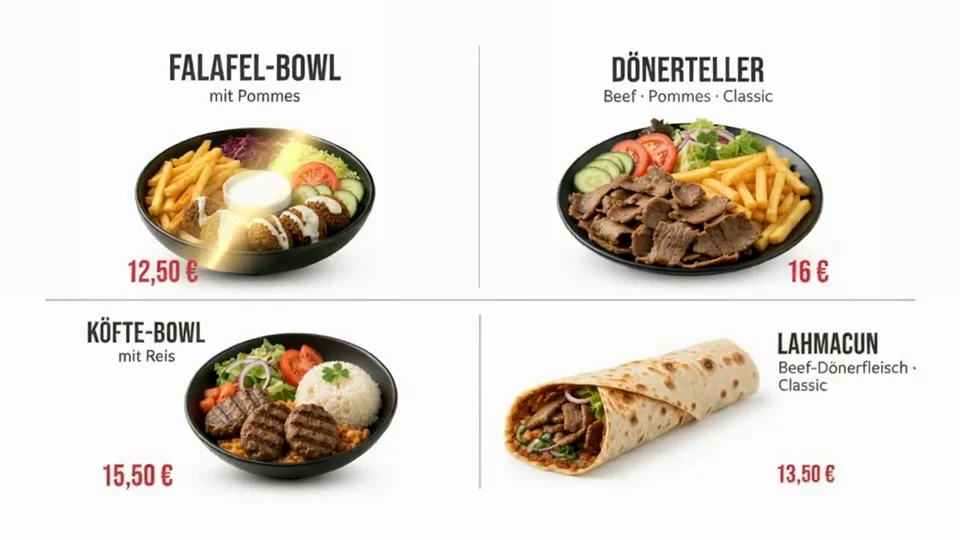 FALAFEL-BOWL
mit Pommes
12,50 €
DÖNERTELLER
Beef · Pommes · Classic
16 €
KÖFTE-BOWL
mit Reis
15,50 €
LAHMACUN
Beef-Dönerfleisch ·
Classic
13,50 €